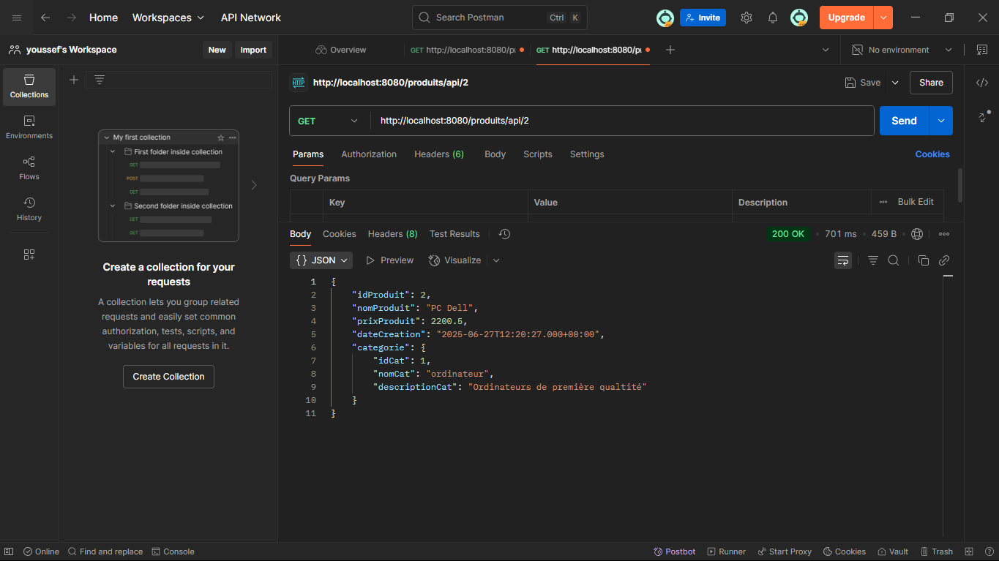 Home Workspaces API Network Search Postman Ctrl K Invite Upgrade
youssef's Workspace New Import Overview GET http://localhost:8080/p GET http://localhost:8080/p No environment
Collections
Environments
Flows
History
My first collection
First folder inside collection
GET
POST
GET
Second folder inside collection
GET
GET
Create a collection for your
requests
A collection lets you group related
requests and easily set common
authorization, tests, scripts, and
variables for all requests in it.
Create Collection
HTTP http://localhost:8080/produits/api/2 Save Share
GET http://localhost:8080/produits/api/2 Send
Params Authorization Headers (6) Body Scripts Settings Cookies
Query Params
Key Value Description Bulk Edit
Body Cookies Headers (8) Test Results 200 OK 701 ms 459 B
{} JSON Preview Visualize
1 {
2 "idProduit": 2,
3 "nomProduit": "PC Dell",
4 "prixProduit": 2200.5,
5 "dateCreation": "2025-06-27T12:20:27.000+00:00",
6 "categorie": {
7 "idCat": 1,
8 "nomCat": "ordinateur",
9 "descriptionCat": "Ordinateurs de première qualtité"
10 }
11 }
Online Find and replace Console Postbot Runner Start Proxy Cookies Vault Trash